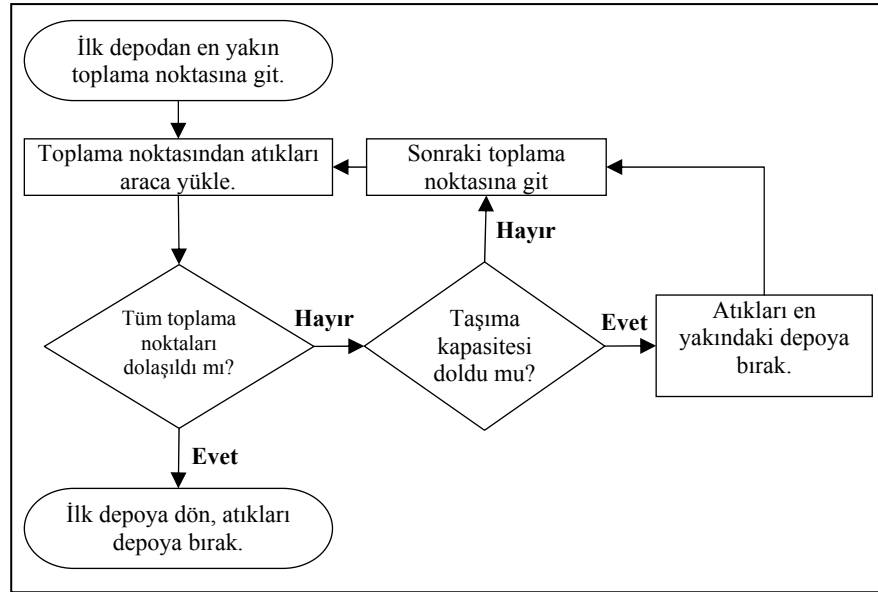 İlk depodan en yakın
toplama noktasına git.
Toplama noktasından atıkları
araca yükle.
Sonraki toplama
noktasına git
Hayır
Tüm toplama
noktaları
dolaşıldı mı?
Hayır
Taşıma
kapasitesi
doldu mu?
Evet
Atıkları en
yakındaki depoya
bırak.
Evet
İlk depoya dön, atıkları
depoya bırak.